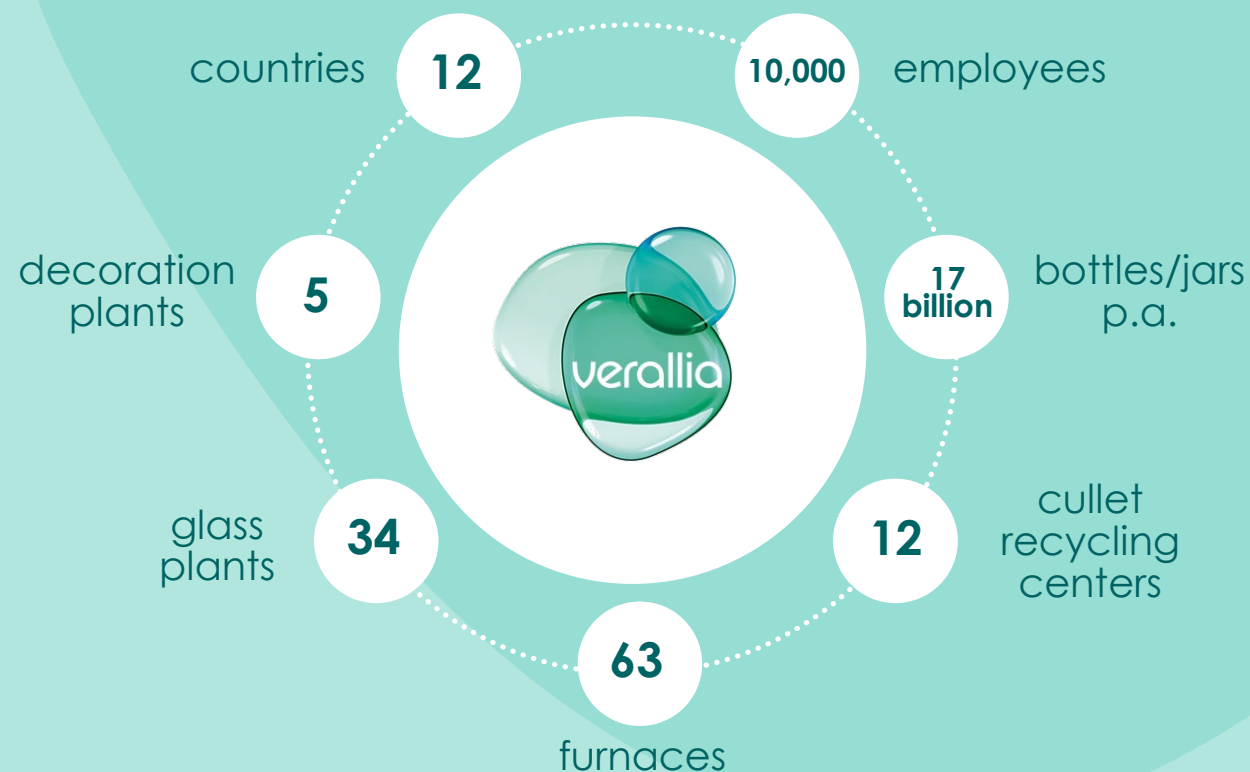 countries
12
10,000
employees
decoration
plants
5
17
billion
bottles/jars
p.a.
verallia
glass
plants
34
12
cullet
recycling
centers
63
furnaces